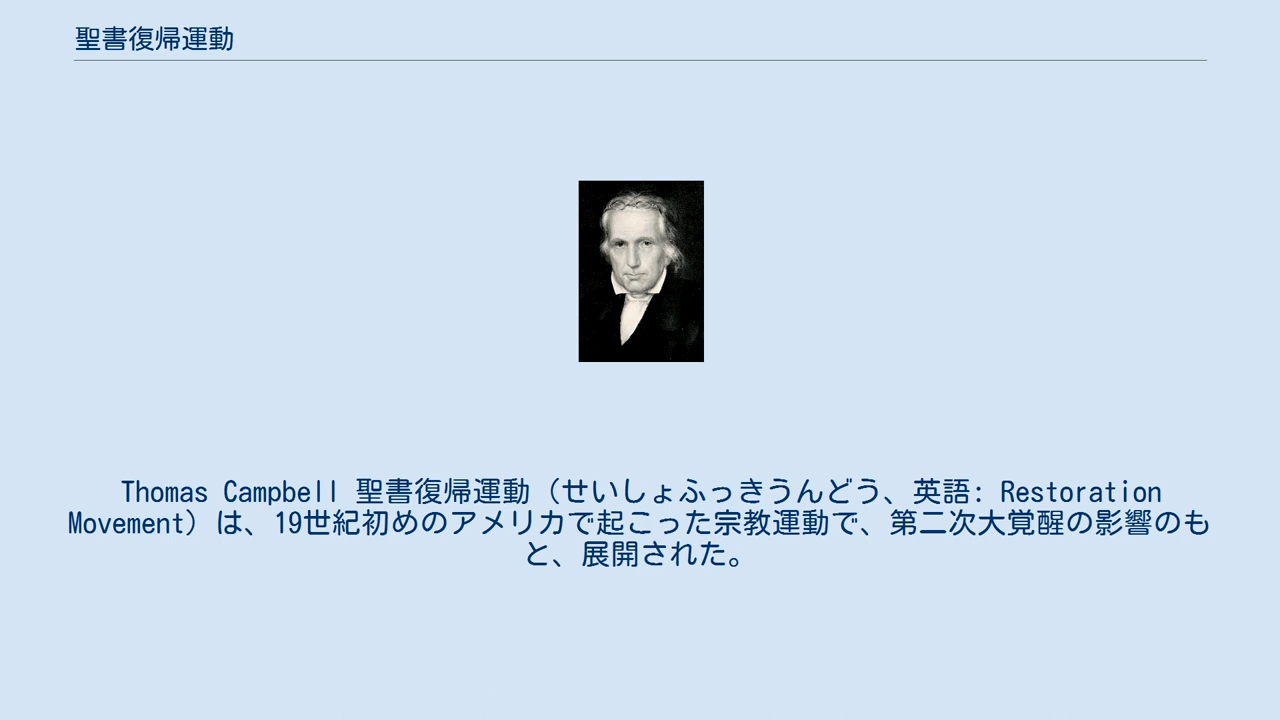 聖書復帰運動
Thomas Campbell 聖書復帰運動（せいしょふっきうんどう、英語: Restoration
Movement）は、19世紀初めのアメリカで起こった宗教運動で、第二次大覚醒の影響のも
と、展開された。